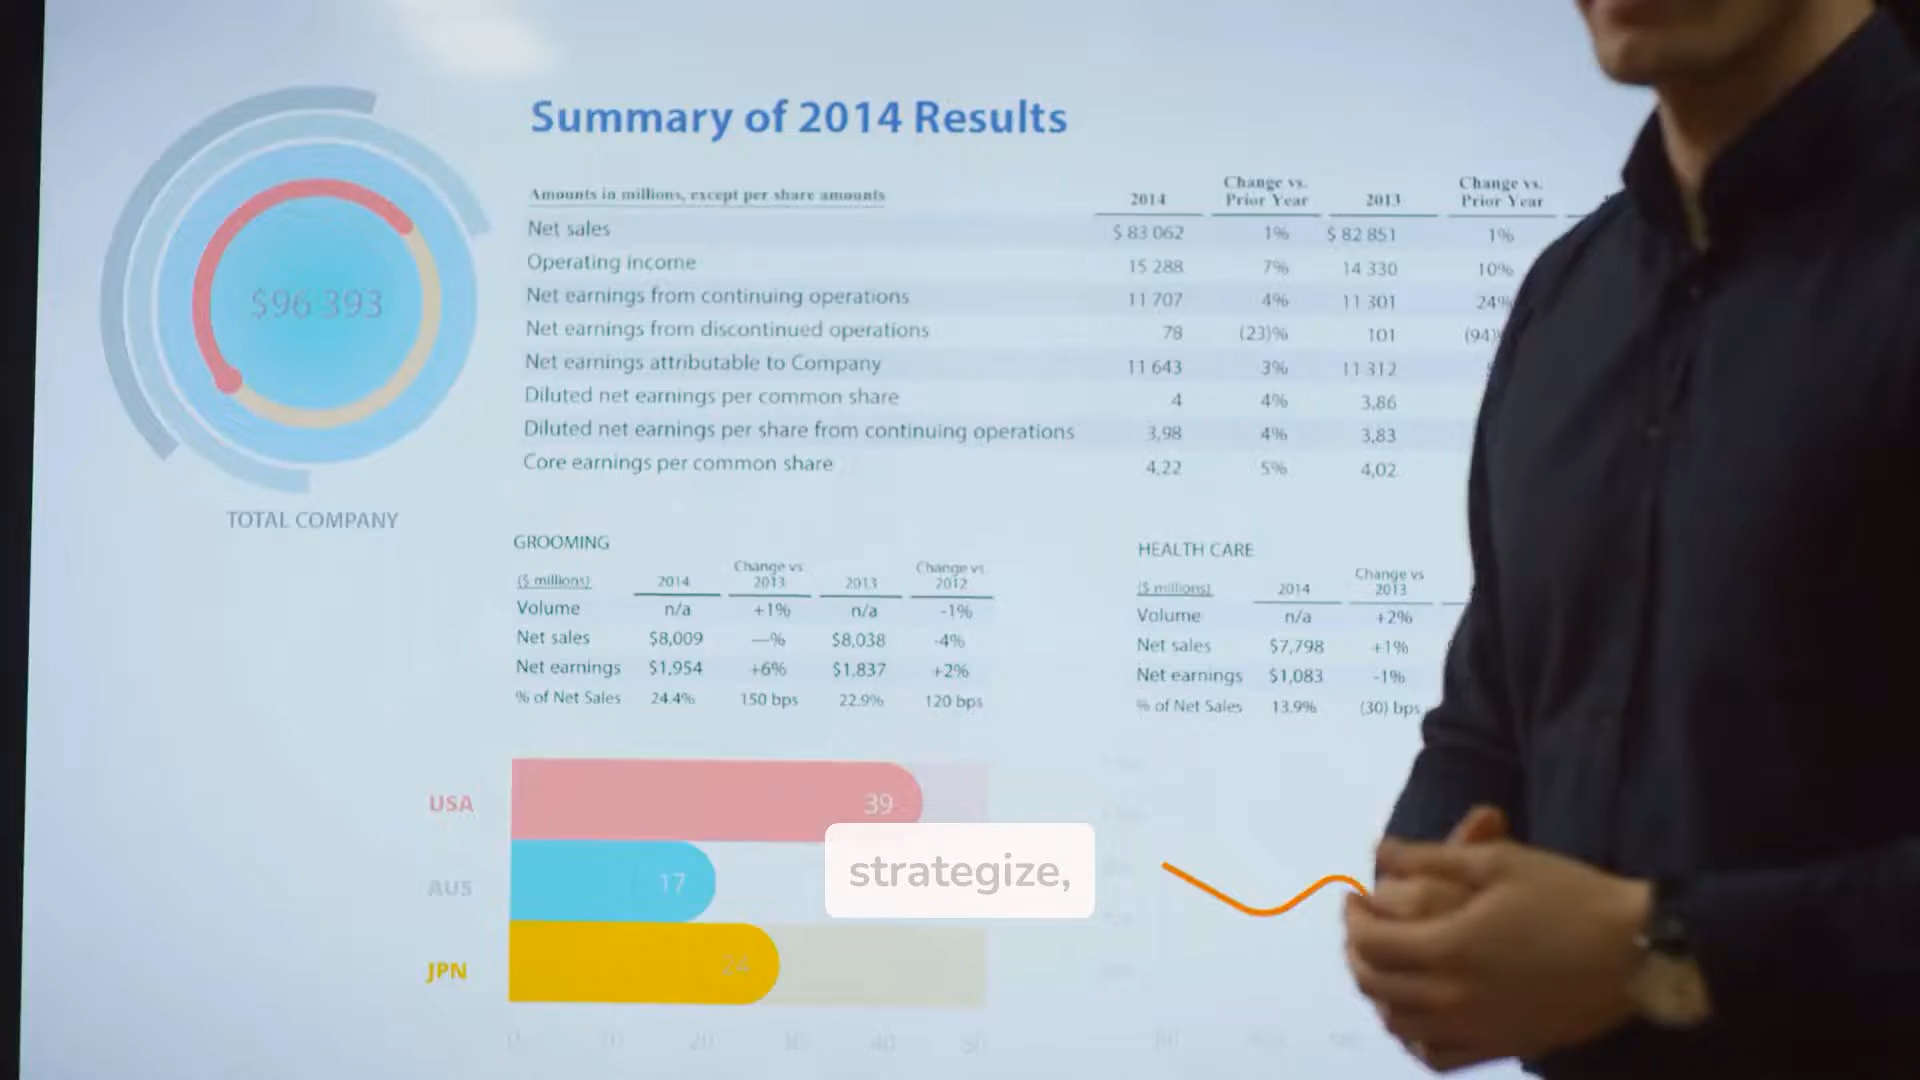 Summary of 2014 Results
$96 393
TOTAL COMPANY
Amounts in millions, except per share amounts 2014 Change vs. Prior Year 2013 Change vs. Prior Year
Net sales $ 83 062 1% $ 82 851 1%
Operating income 15 288 7% 14 330 10%
Net earnings from continuing operations 11 707 4% 11 301 24%
Net earnings from discontinued operations 78 (23)% 101 (94)
Net earnings attributable to Company 11 643 3% 11 312
Diluted net earnings per common share 4 4% 3,86
Diluted net earnings per share from continuing operations 3,98 4% 3,83
Core earnings per common share 4,22 5% 4,02
GROOMING
($ millions) 2014 Change vs 2013 2013 Change vs 2012
Volume n/a +1% n/a -1%
Net sales $8,009 —% $8,038 -4%
Net earnings $1,954 +6% $1,837 +2%
% of Net Sales 24.4% 150 bps 22.9% 120 bps
HEALTH CARE
($ millions) 2014 Change vs 2013
Volume n/a +2%
Net sales $7,798 +1%
Net earnings $1,083 -1%
% of Net Sales 13.9% (30) bps
USA 39
AUS 17
JPN 24
0 10 20 30 40 50
strategize,